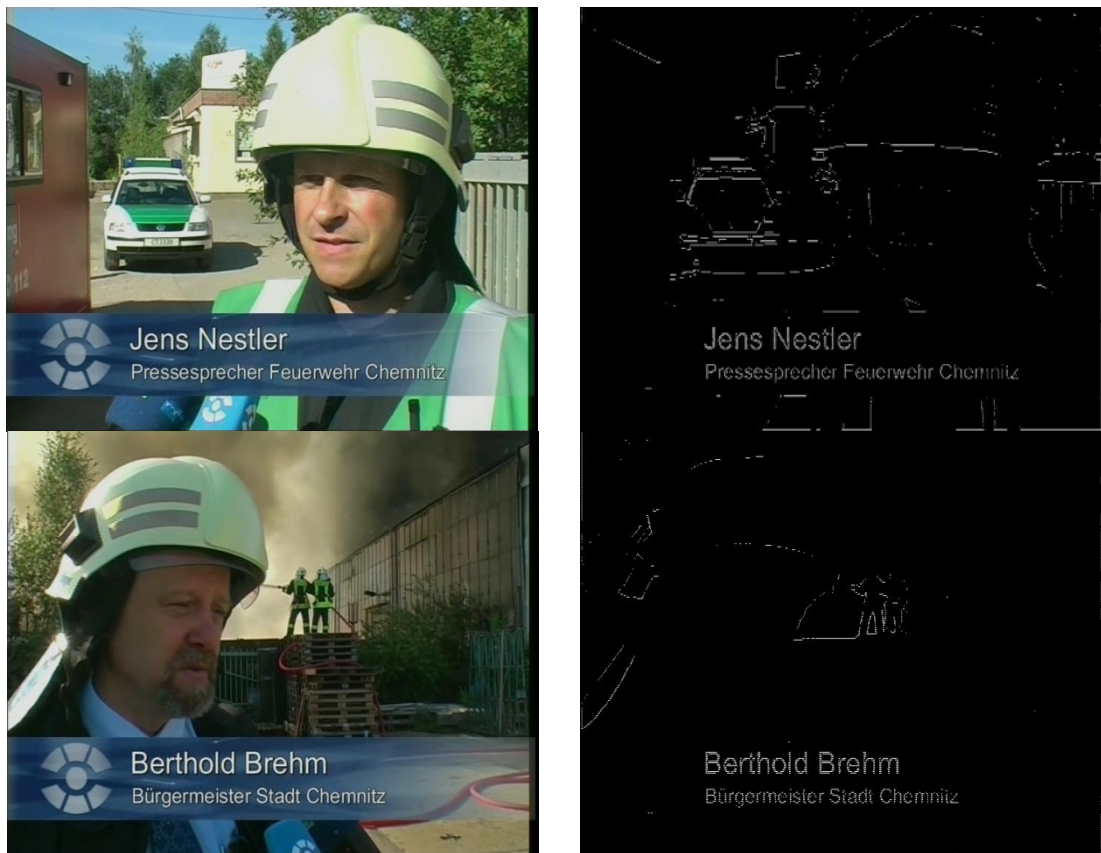 112
Jens Nestler
Pressesprecher Feuerwehr Chemnitz
Jens Nestler
Pressesprecher Feuerwehr Chemnitz
Berthold Brehm
Bürgermeister Stadt Chemnitz
Berthold Brehm
Bürgermeister Stadt Chemnitz